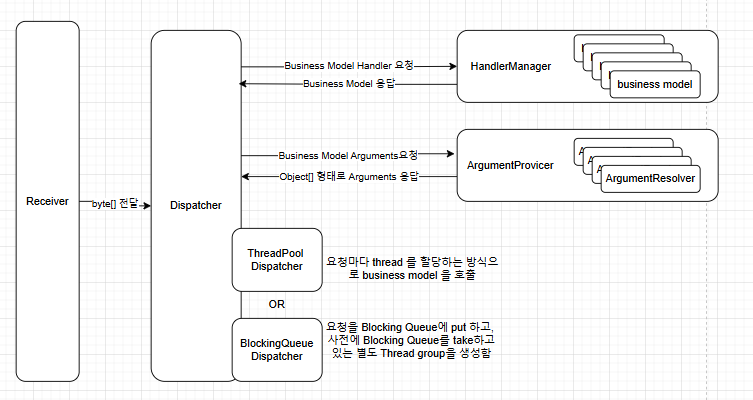 Receiver
byte[] 전달
Dispatcher
Business Model Handler 요청
Business Model 응답
HandlerManager
business model
Business Model Arguments요청
Object[] 형태로 Arguments 응답
ArgumentProvicer
ArgumentResolver
ThreadPool
Dispatcher
요청마다 thread 를 할당하는 방식으
로 business model 을 호출
OR
BlockingQueue
Dispatcher
요청을 Blocking Queue에 put 하고,
사전에 Blocking Queue를 take하고
있는 별도 Thread group을 생성함